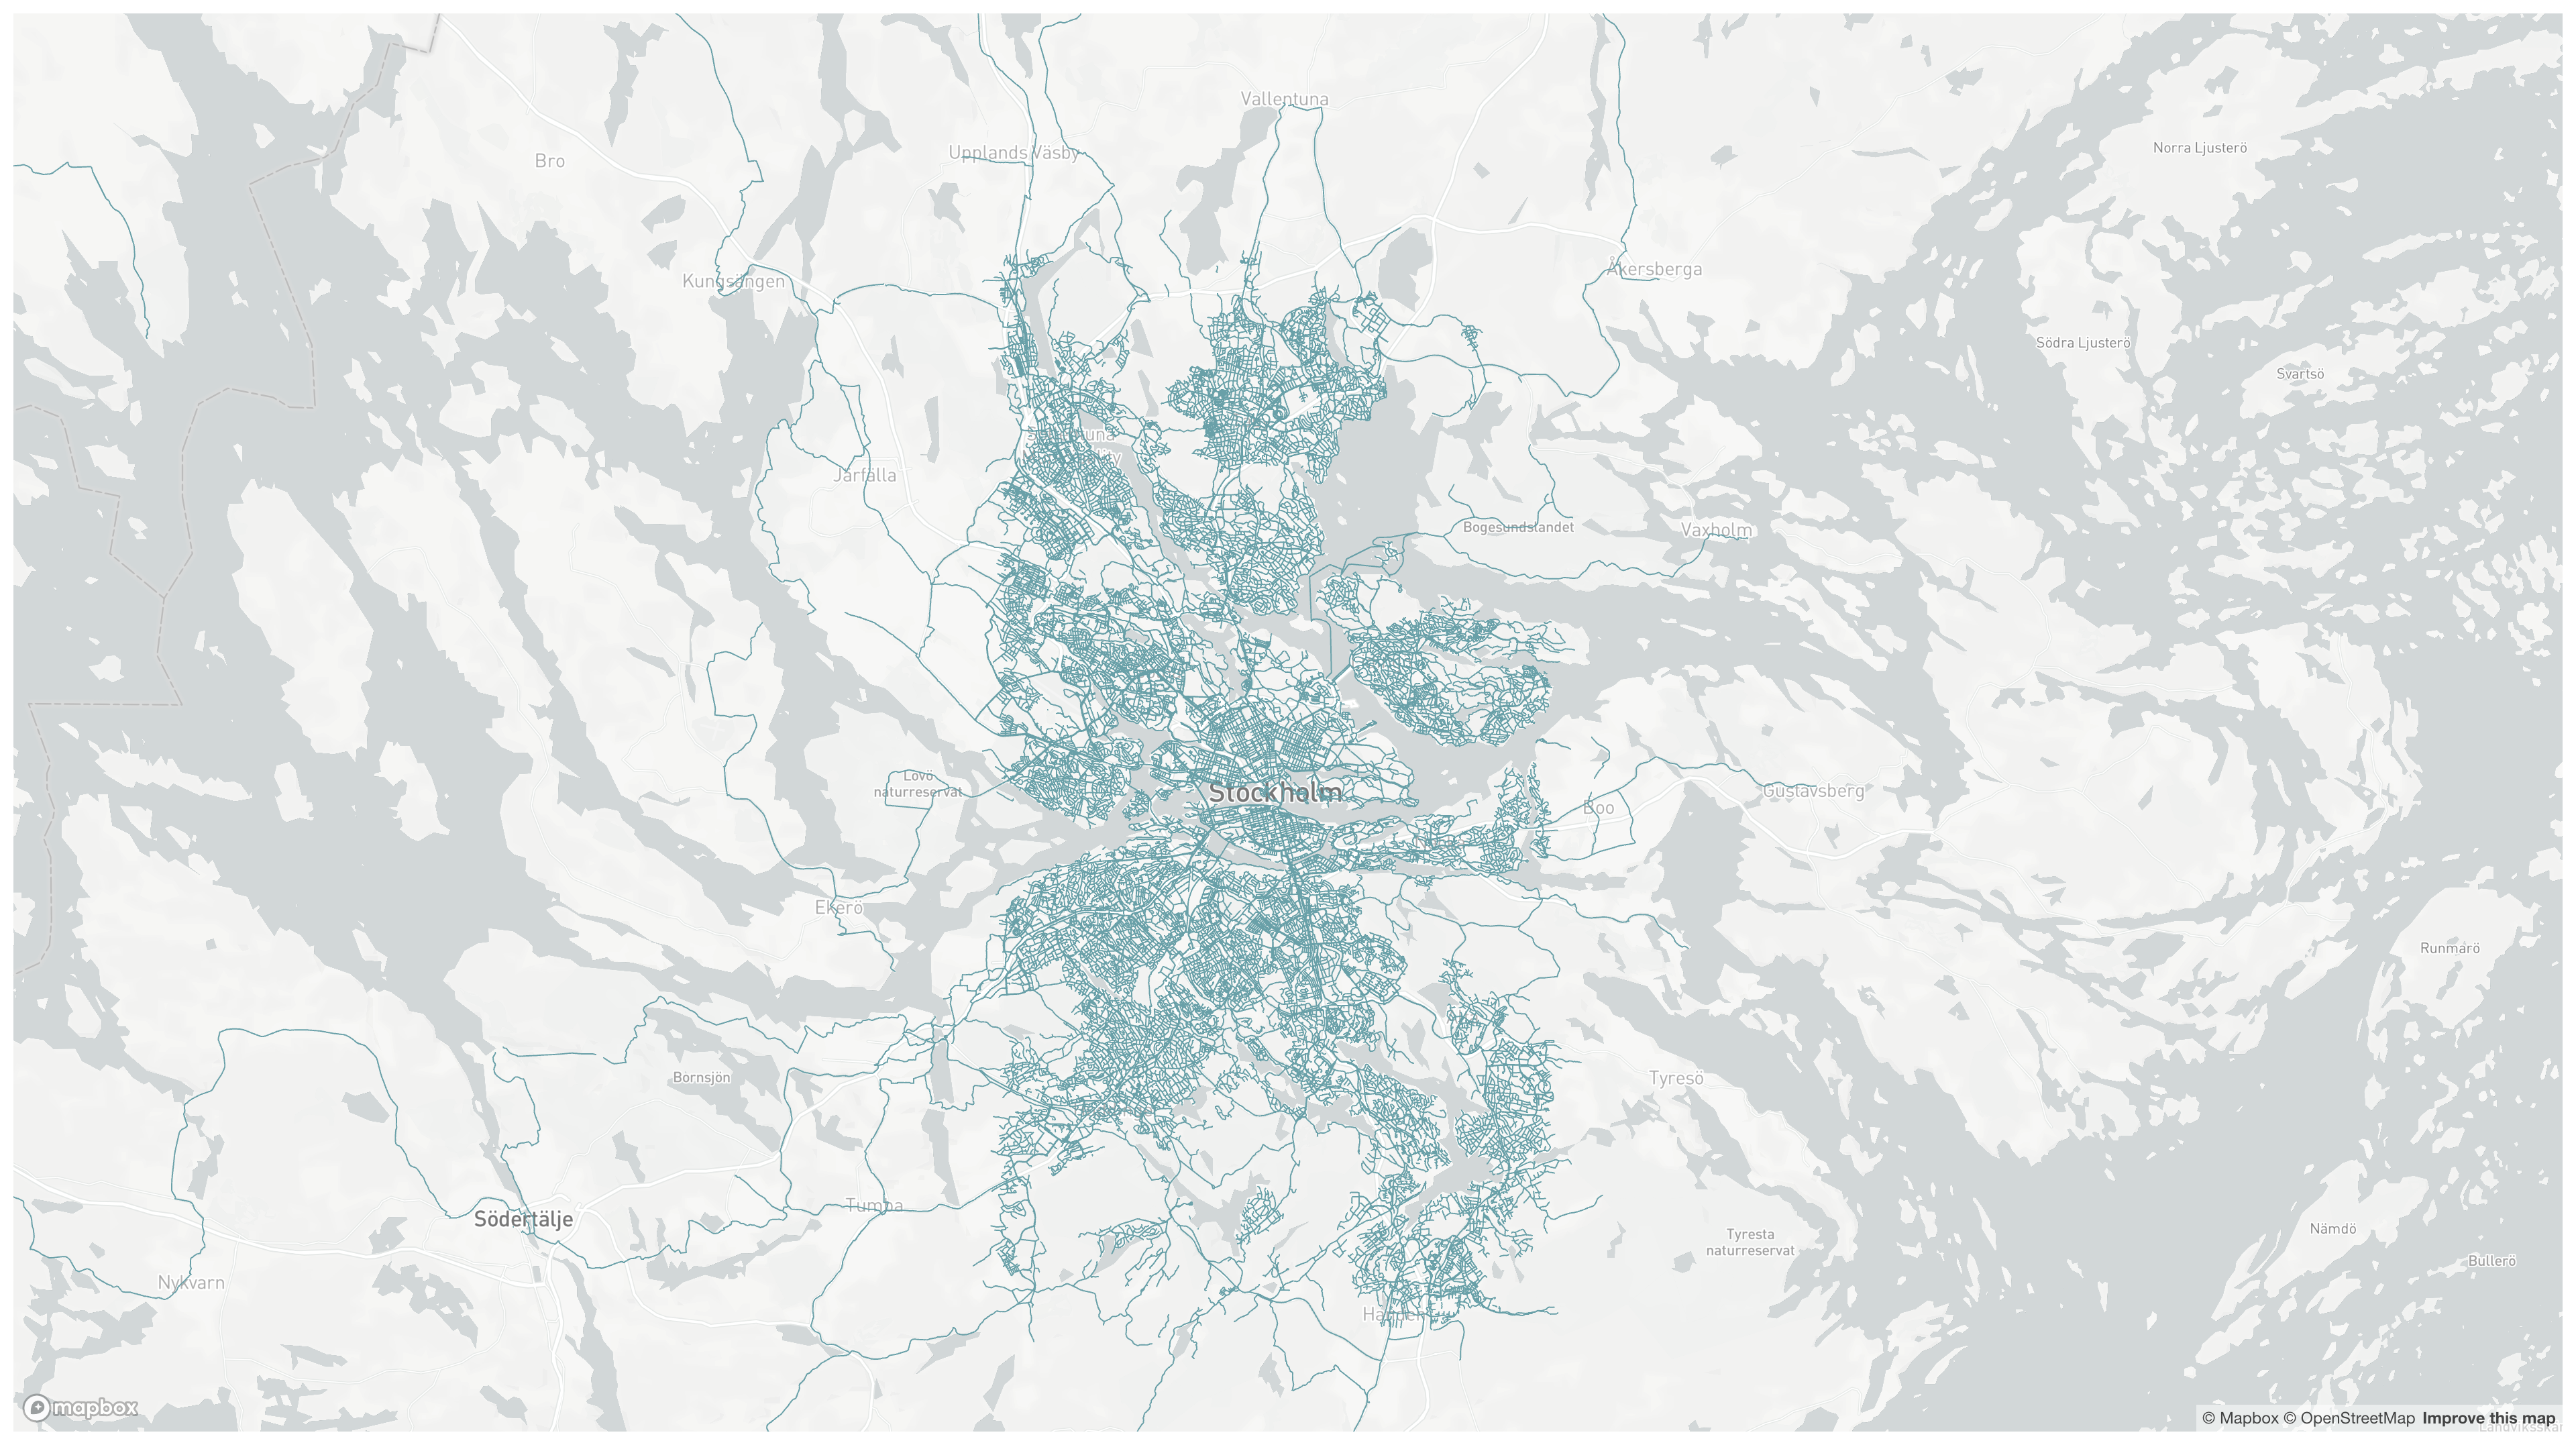 Vallentuna
Norra Ljusterö
Upplands Väsby
Bro
Åkersberga
Kungsängen
Södra Ljusterö
Svartsö
Järfälla
Bogesundslandet
Vaxholm
Lovö
naturreservat
Stockholm
Gustavsberg
Boo
Ekerö
Runmarö
Bornsjön
Tyresö
Tumba
Södertälje
Nämdö
Tyresta
naturreservat
Bullerö
Nykvarn
mapbox
© Mapbox © OpenStreetMap Improve this map